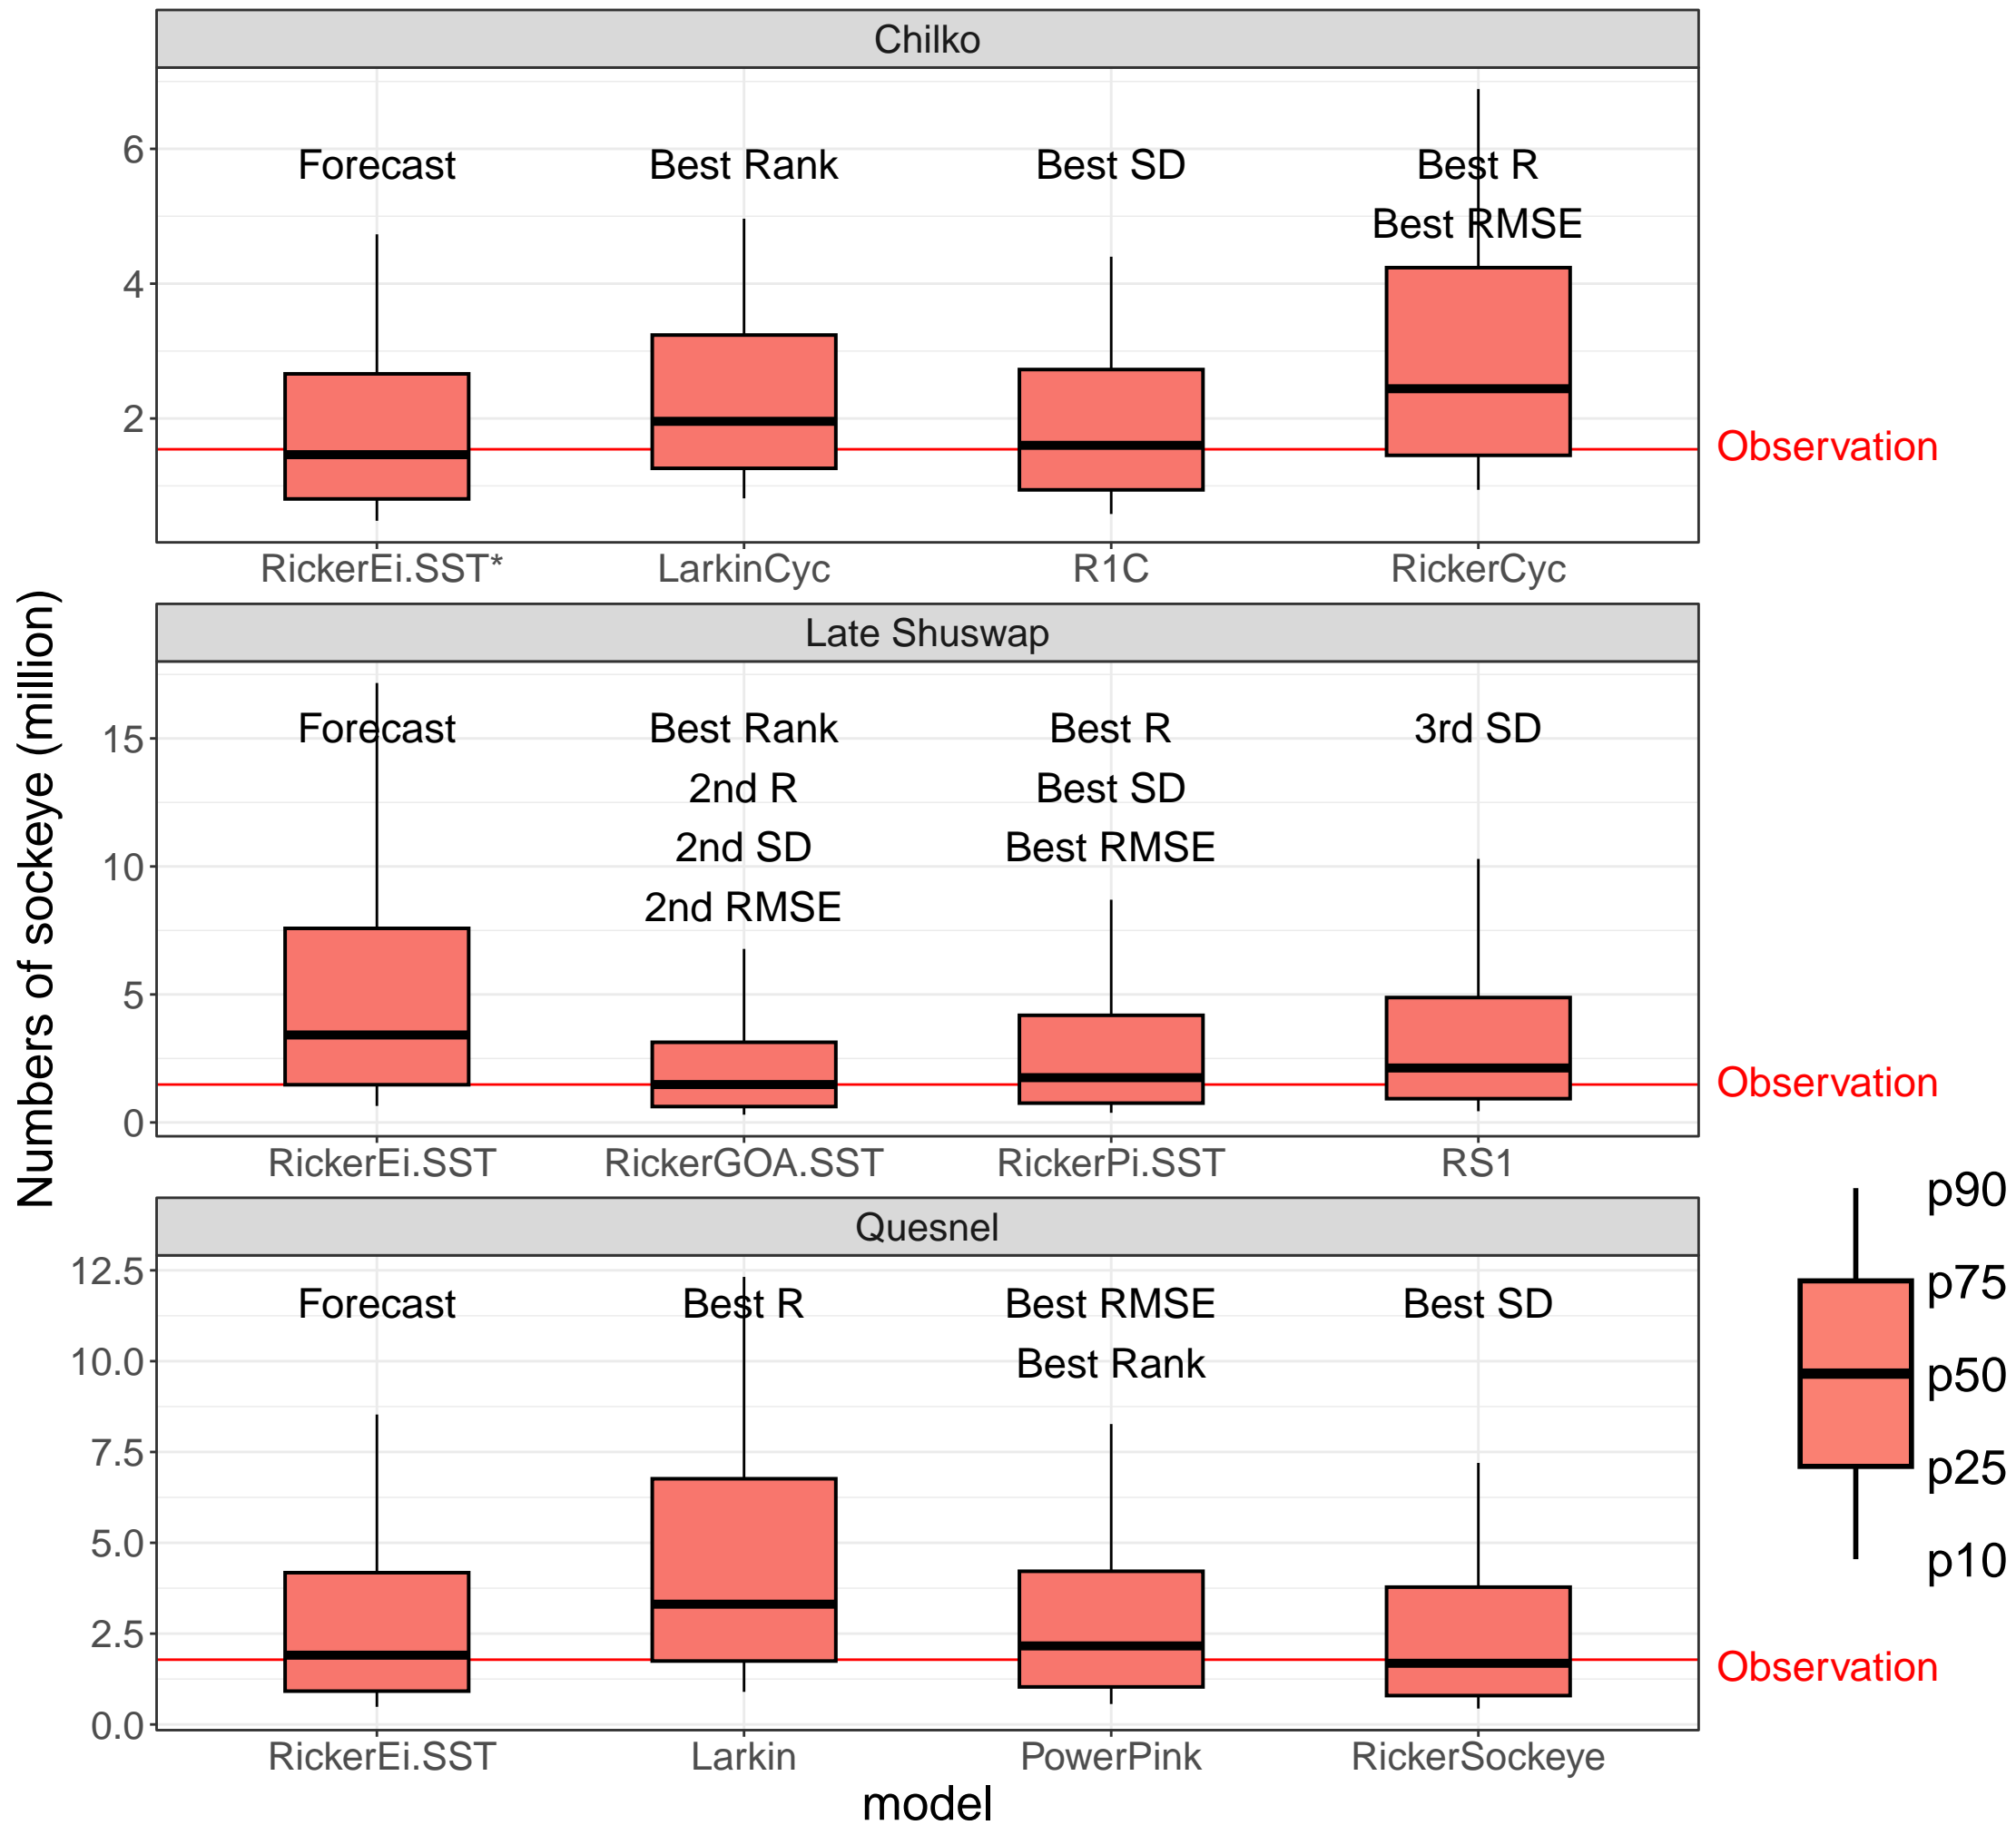 Chilko
6
4
2
Forecast
Best Rank
Best SD
Best R
Best RMSE
Observation
RickerEi.SST*
LarkinCyc
R1C
RickerCyc
Numbers of sockeye (million)
Late Shuswap
15
10
5
0
Forecast
Best Rank
2nd R
2nd SD
2nd RMSE
Best R
Best SD
Best RMSE
3rd SD
Observation
RickerEi.SST
RickerGOA.SST
RickerPi.SST
RS1
Quesnel
12.5
10.0
7.5
5.0
2.5
0.0
Forecast
Best R
Best RMSE
Best Rank
Best SD
Observation
RickerEi.SST
Larkin
PowerPink
RickerSockeye
model
p90
p75
p50
p25
p10